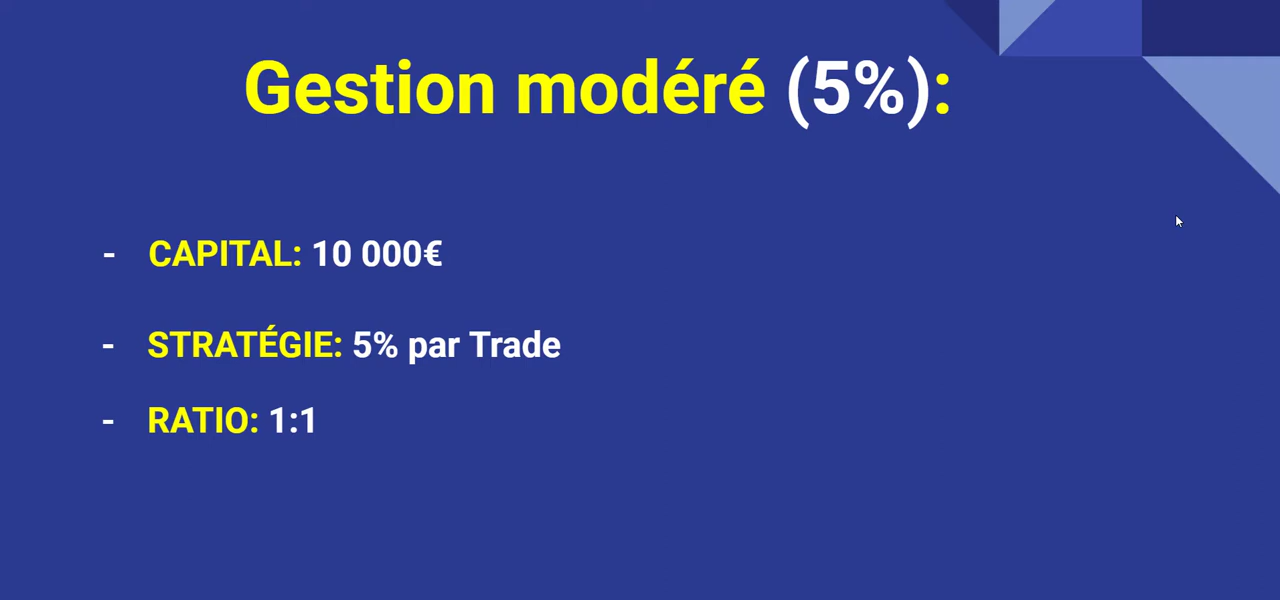 Gestion modéré (5%):
- CAPITAL: 10 000€
- STRATÉGIE: 5% par Trade
- RATIO: 1:1